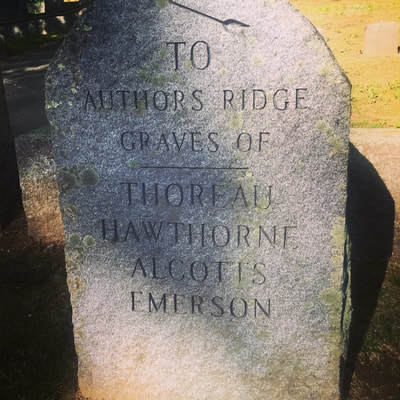 TO
AUTHORS RIDGE
GRAVES OF
THOREAU
HAWTHORNE
ALCOTTS
EMERSON